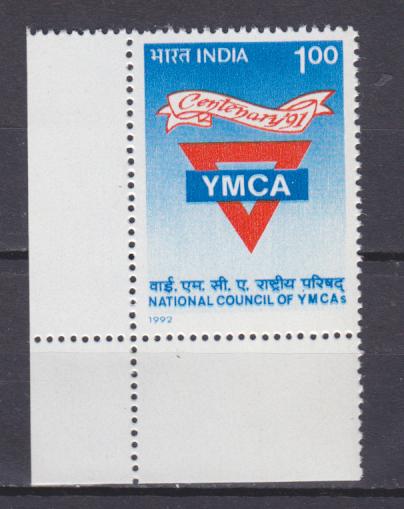 भारत INDIA 1.00
Centenary '91
YMCA
वाई. एम. सी. ए. राष्ट्रीय परिषद्
NATIONAL COUNCIL OF YMCAs
1992